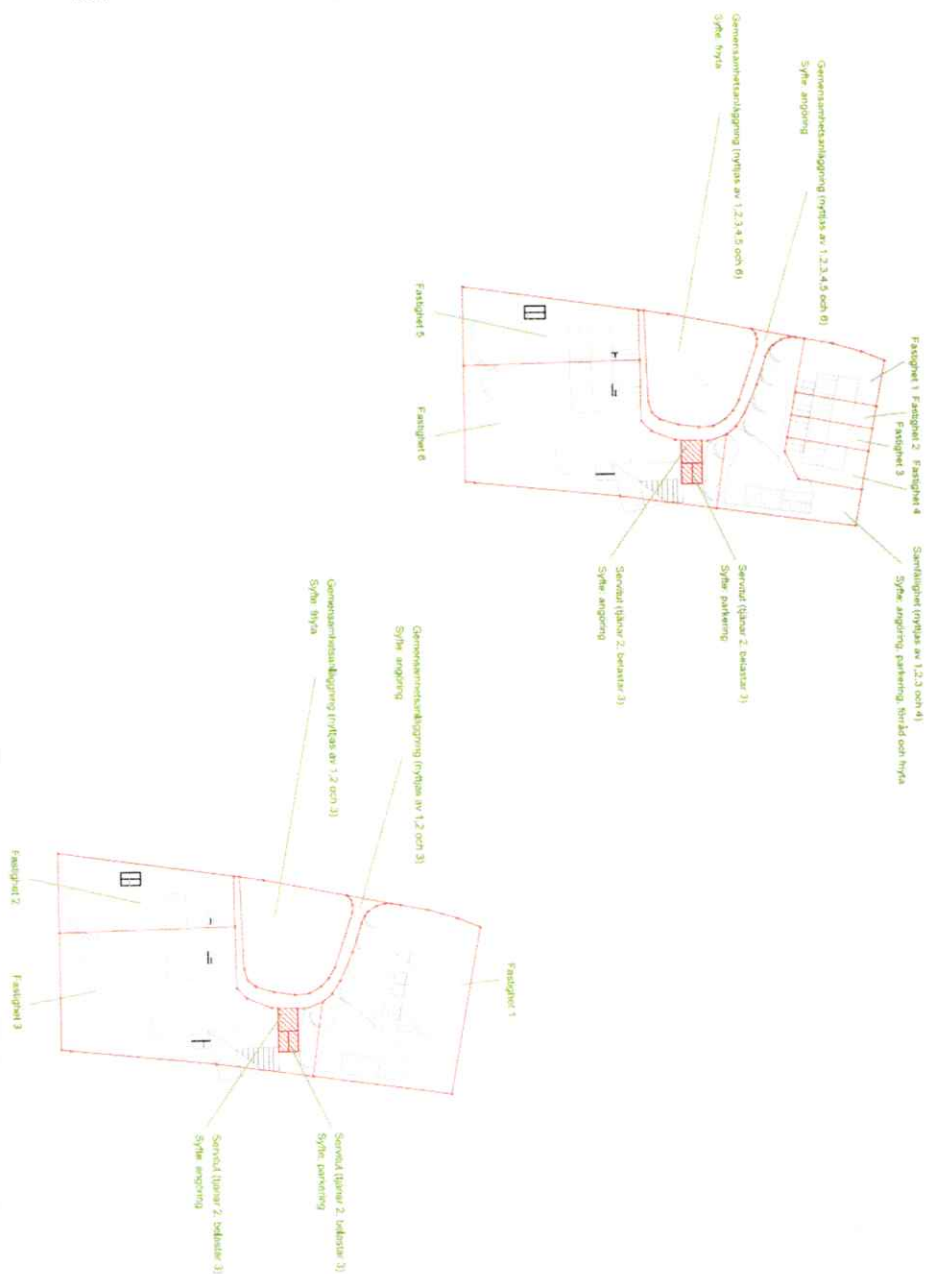 Gemensamhetsanläggning (nyttjas av 1,2,3,4,5 och 6)
Syfte: friyta
Gemensamhetsanläggning (nyttjas av 1,2,3,4,5 och 6)
Syfte: angöring
Fastighet 1
Fastighet 2
Fastighet 3
Fastighet 4
Samfällighet (nyttjas av 1,2,3 och 4)
Syfte: angöring, parkering, förråd och friyta
Fastighet 5
Fastighet 6
Servitut (tjänar 2, belastar 3)
Syfte: parkering
Servitut (tjänar 2, belastar 3)
Syfte: angöring
Gemensamhetsanläggning (nyttjas av 1,2 och 3)
Syfte: friyta
Gemensamhetsanläggning (nyttjas av 1,2 och 3)
Syfte: angöring
Fastighet 1
Fastighet 2
Fastighet 3
Servitut (tjänar 2, belastar 3)
Syfte: parkering
Servitut (tjänar 2, belastar 3)
Syfte: angöring